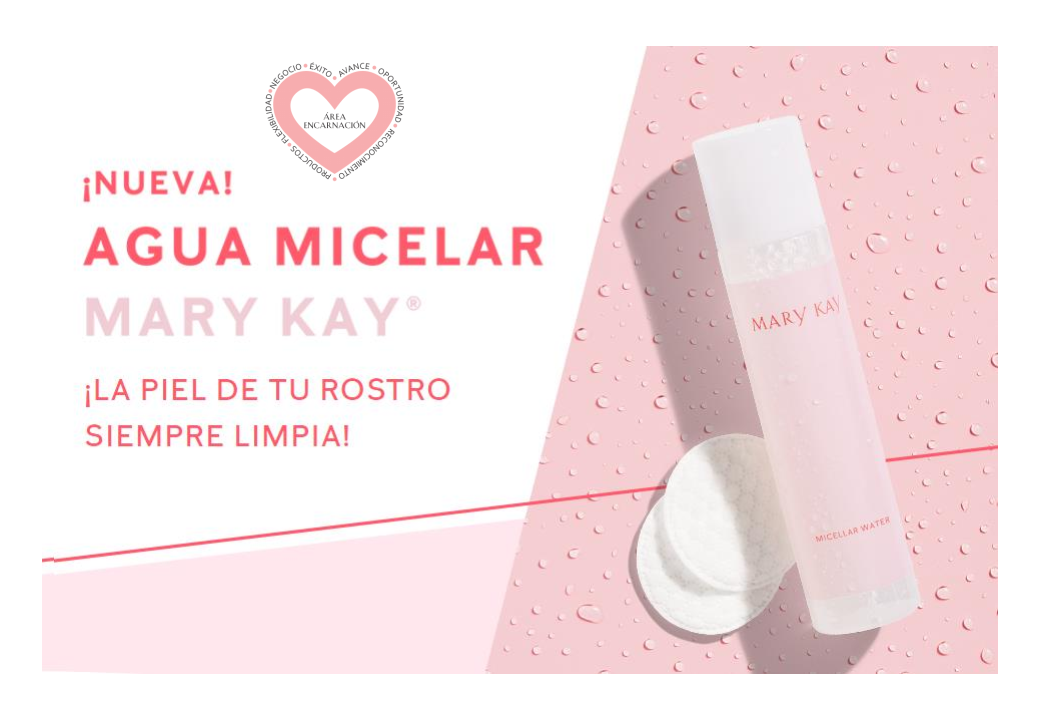 NEGOCIO • ÉXITO • AVANCE • OPORTUNIDAD • RECONOCIMIENTO • PRODUCTOS • FLEXIBILIDAD •
ÁREA
ENCARNACIÓN
¡NUEVA!
AGUA MICELAR
MARY KAY®
¡LA PIEL DE TU ROSTRO
SIEMPRE LIMPIA!
MARY KAY
MICELLAR WATER